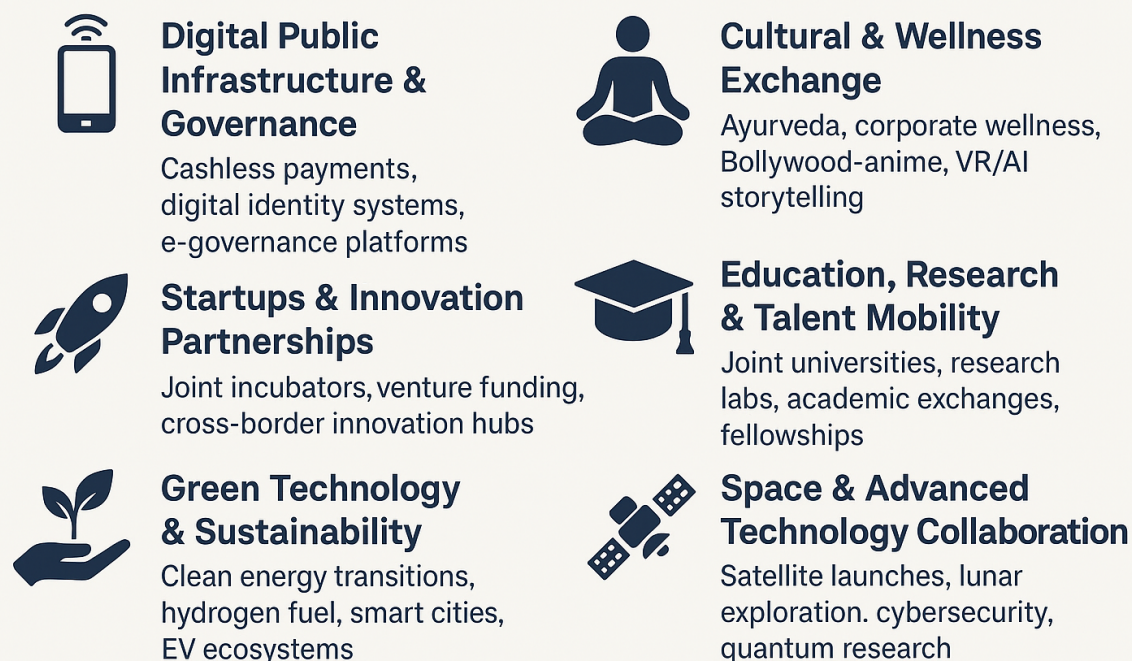 Digital Public
Infrastructure &
Governance
Cashless payments,
digital identity systems,
e-governance platforms
Startups & Innovation
Partnerships
Joint incubators, venture funding,
cross-border innovation hubs
Green Technology
& Sustainability
Clean energy transitions,
hydrogen fuel, smart cities,
EV ecosystems
Cultural & Wellness
Exchange
Ayurveda, corporate wellness,
Bollywood-anime, VR/AI
storytelling
Education, Research
& Talent Mobility
Joint universities, research
labs, academic exchanges,
fellowships
Space & Advanced
Technology Collaboration
Satellite launches, lunar
exploration. cybersecurity,
quantum research